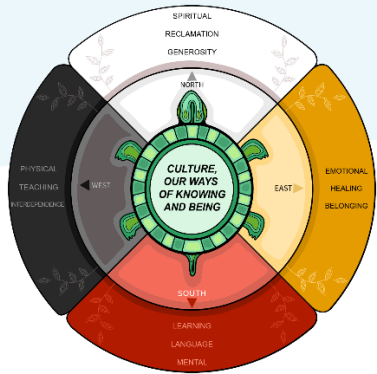 SPIRITUAL
RECLAMATION
GENEROSITY
NORTH
PHYSICAL
TEACHING
INTERDEPENDENCE
WEST
CULTURE,
OUR WAYS
OF KNOWING
AND BEING
EAST
EMOTIONAL
HEALING
BELONGING
SOUTH
LEARNING
LANGUAGE
MENTAL